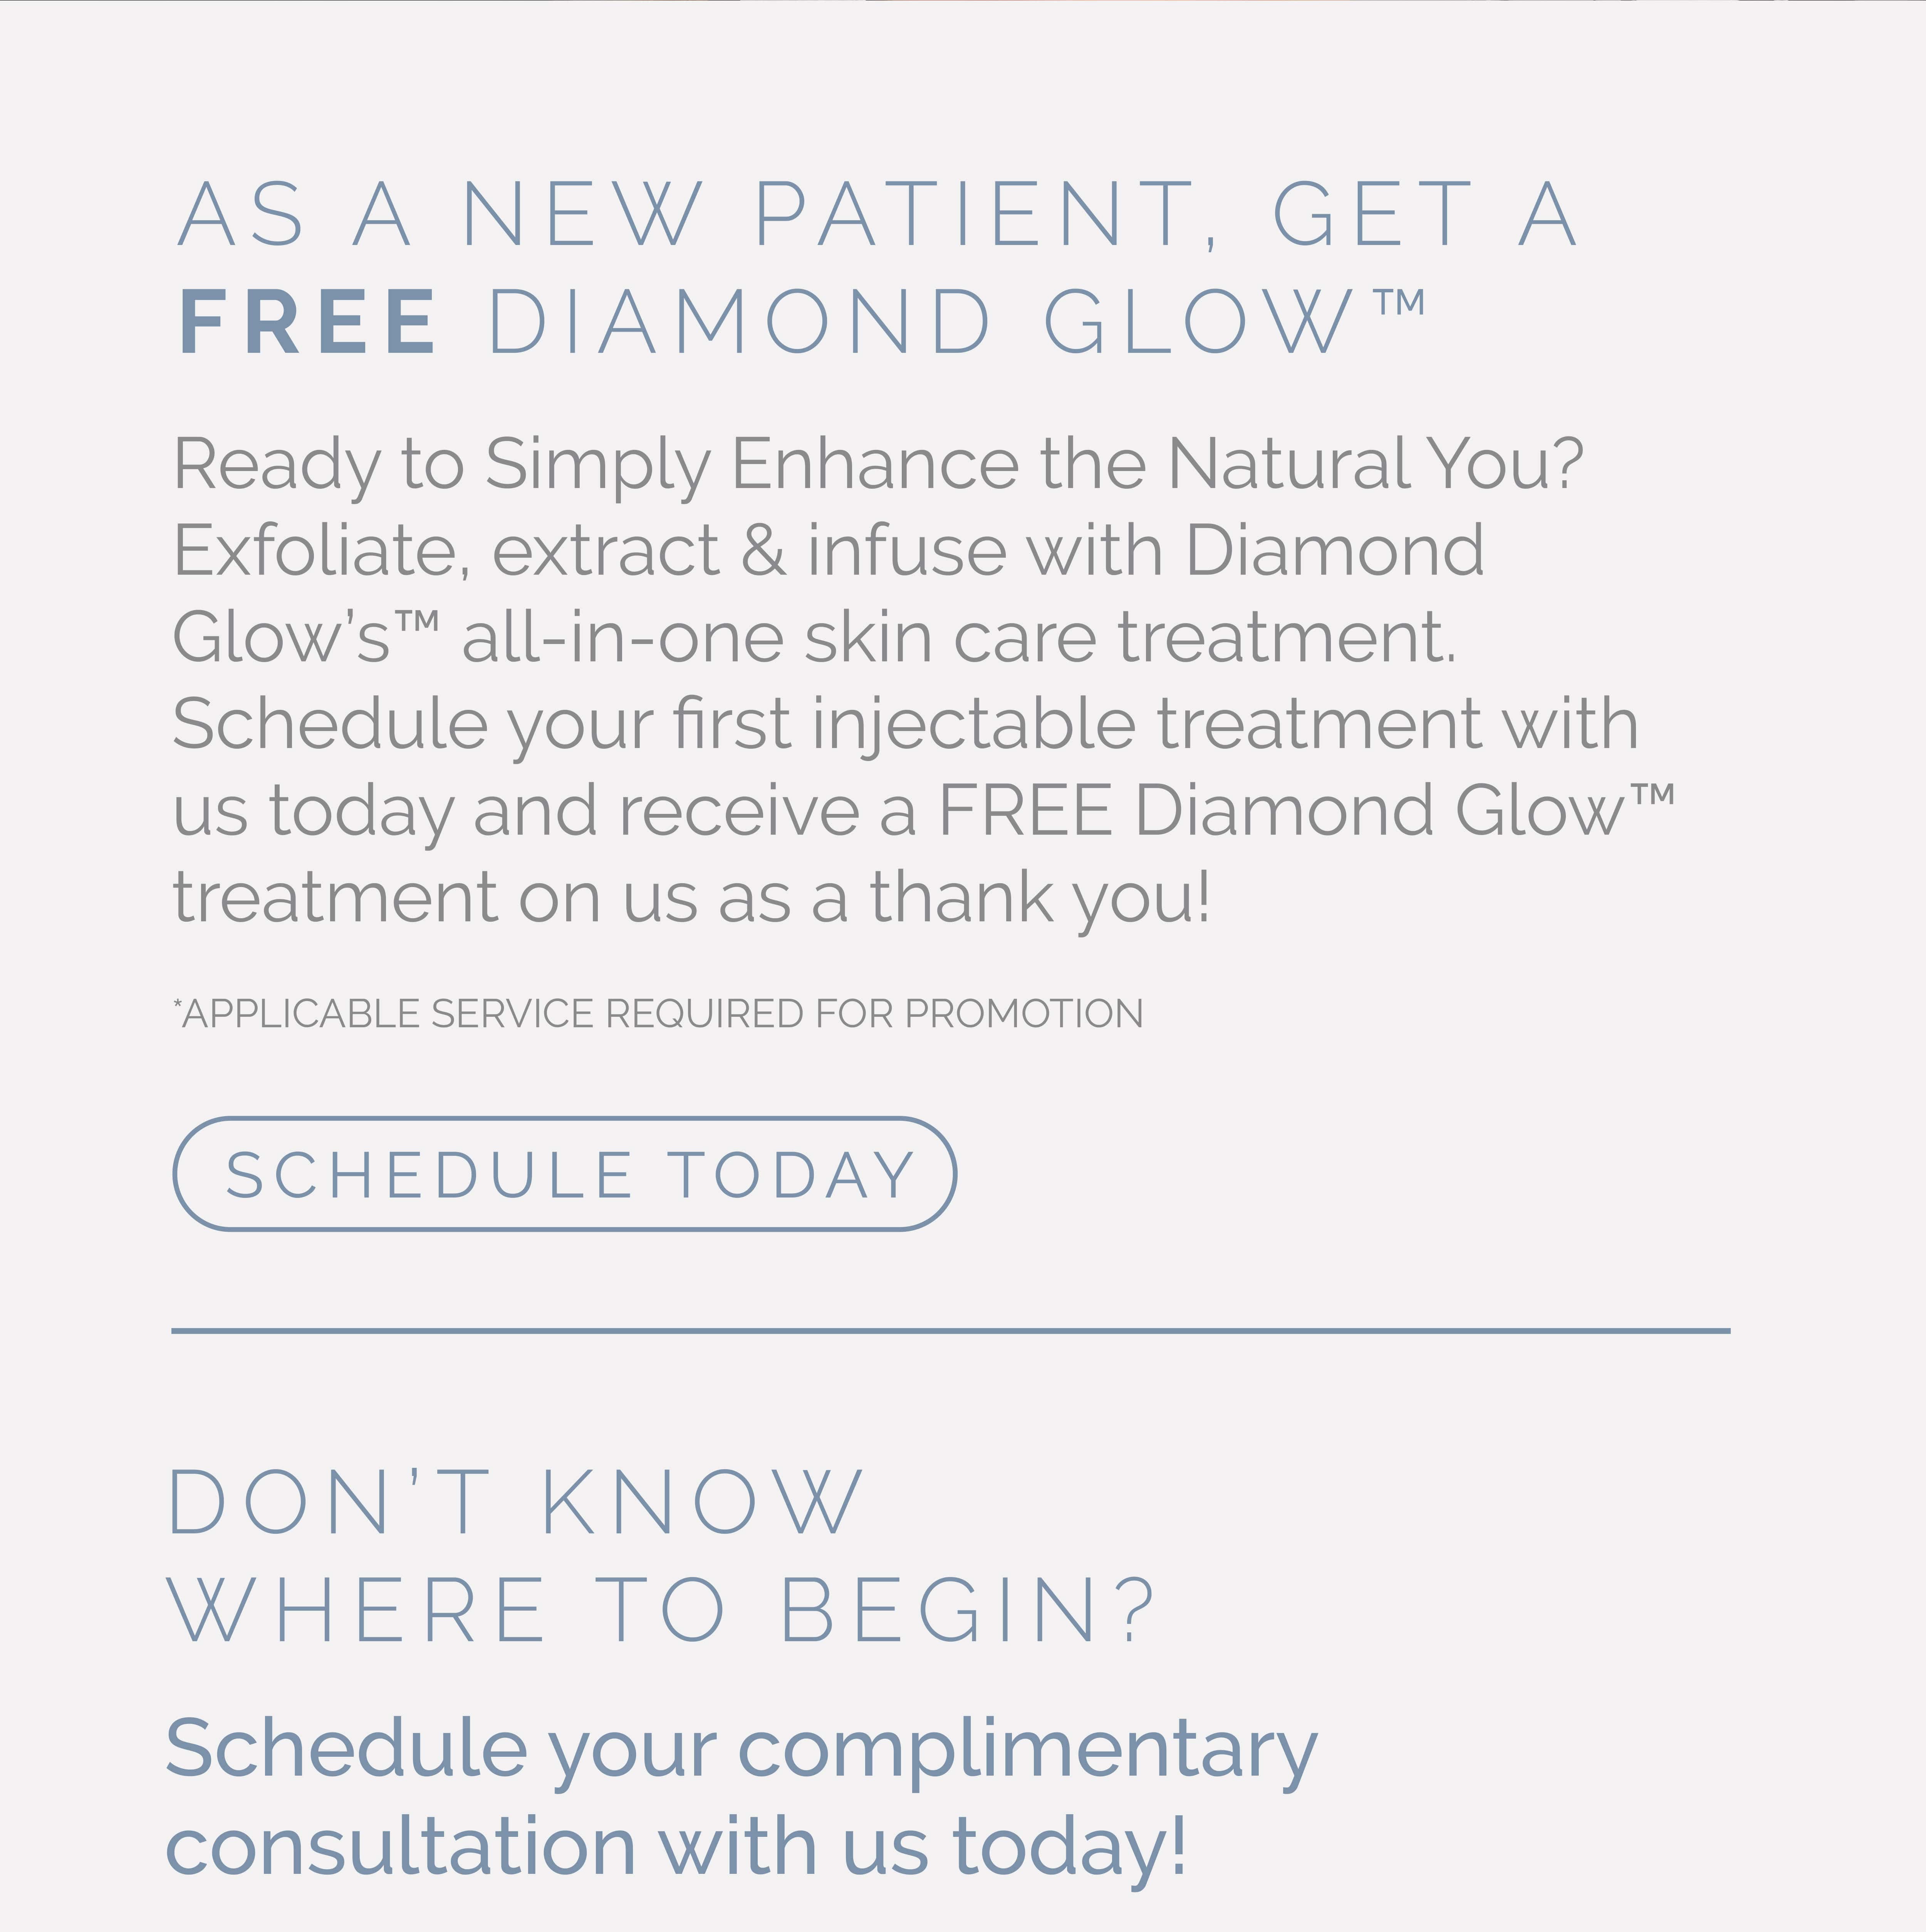 AS A NEW PATIENT, GET A
FREE DIAMOND GLOW™
Ready to Simply Enhance the Natural You?
Exfoliate, extract & infuse with Diamond
Glow's™ all-in-one skin care treatment.
Schedule your first injectable treatment with
us today and receive a FREE Diamond Glow™
treatment on us as a thank you!
*APPLICABLE SERVICE REQUIRED FOR PROMOTION
SCHEDULE TODAY
DON'T KNOW
WHERE TO BEGIN?
Schedule your complimentary
consultation with us today!